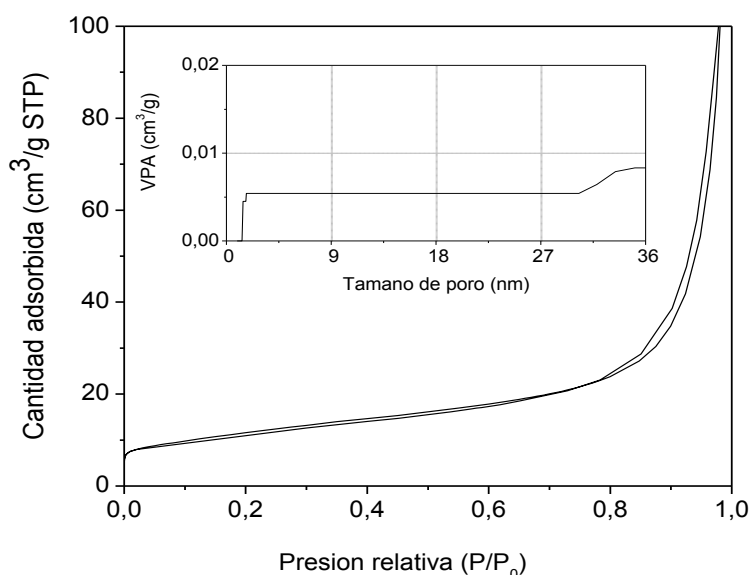 100
80
60
40
20
0
Cantidad adsorbida (cm³/g STP)
0,02
0,01
0,00
VPA (cm³/g)
0 9 18 27 36
Tamano de poro (nm)
0,0 0,2 0,4 0,6 0,8 1,0
Presion relativa (P/P₀)